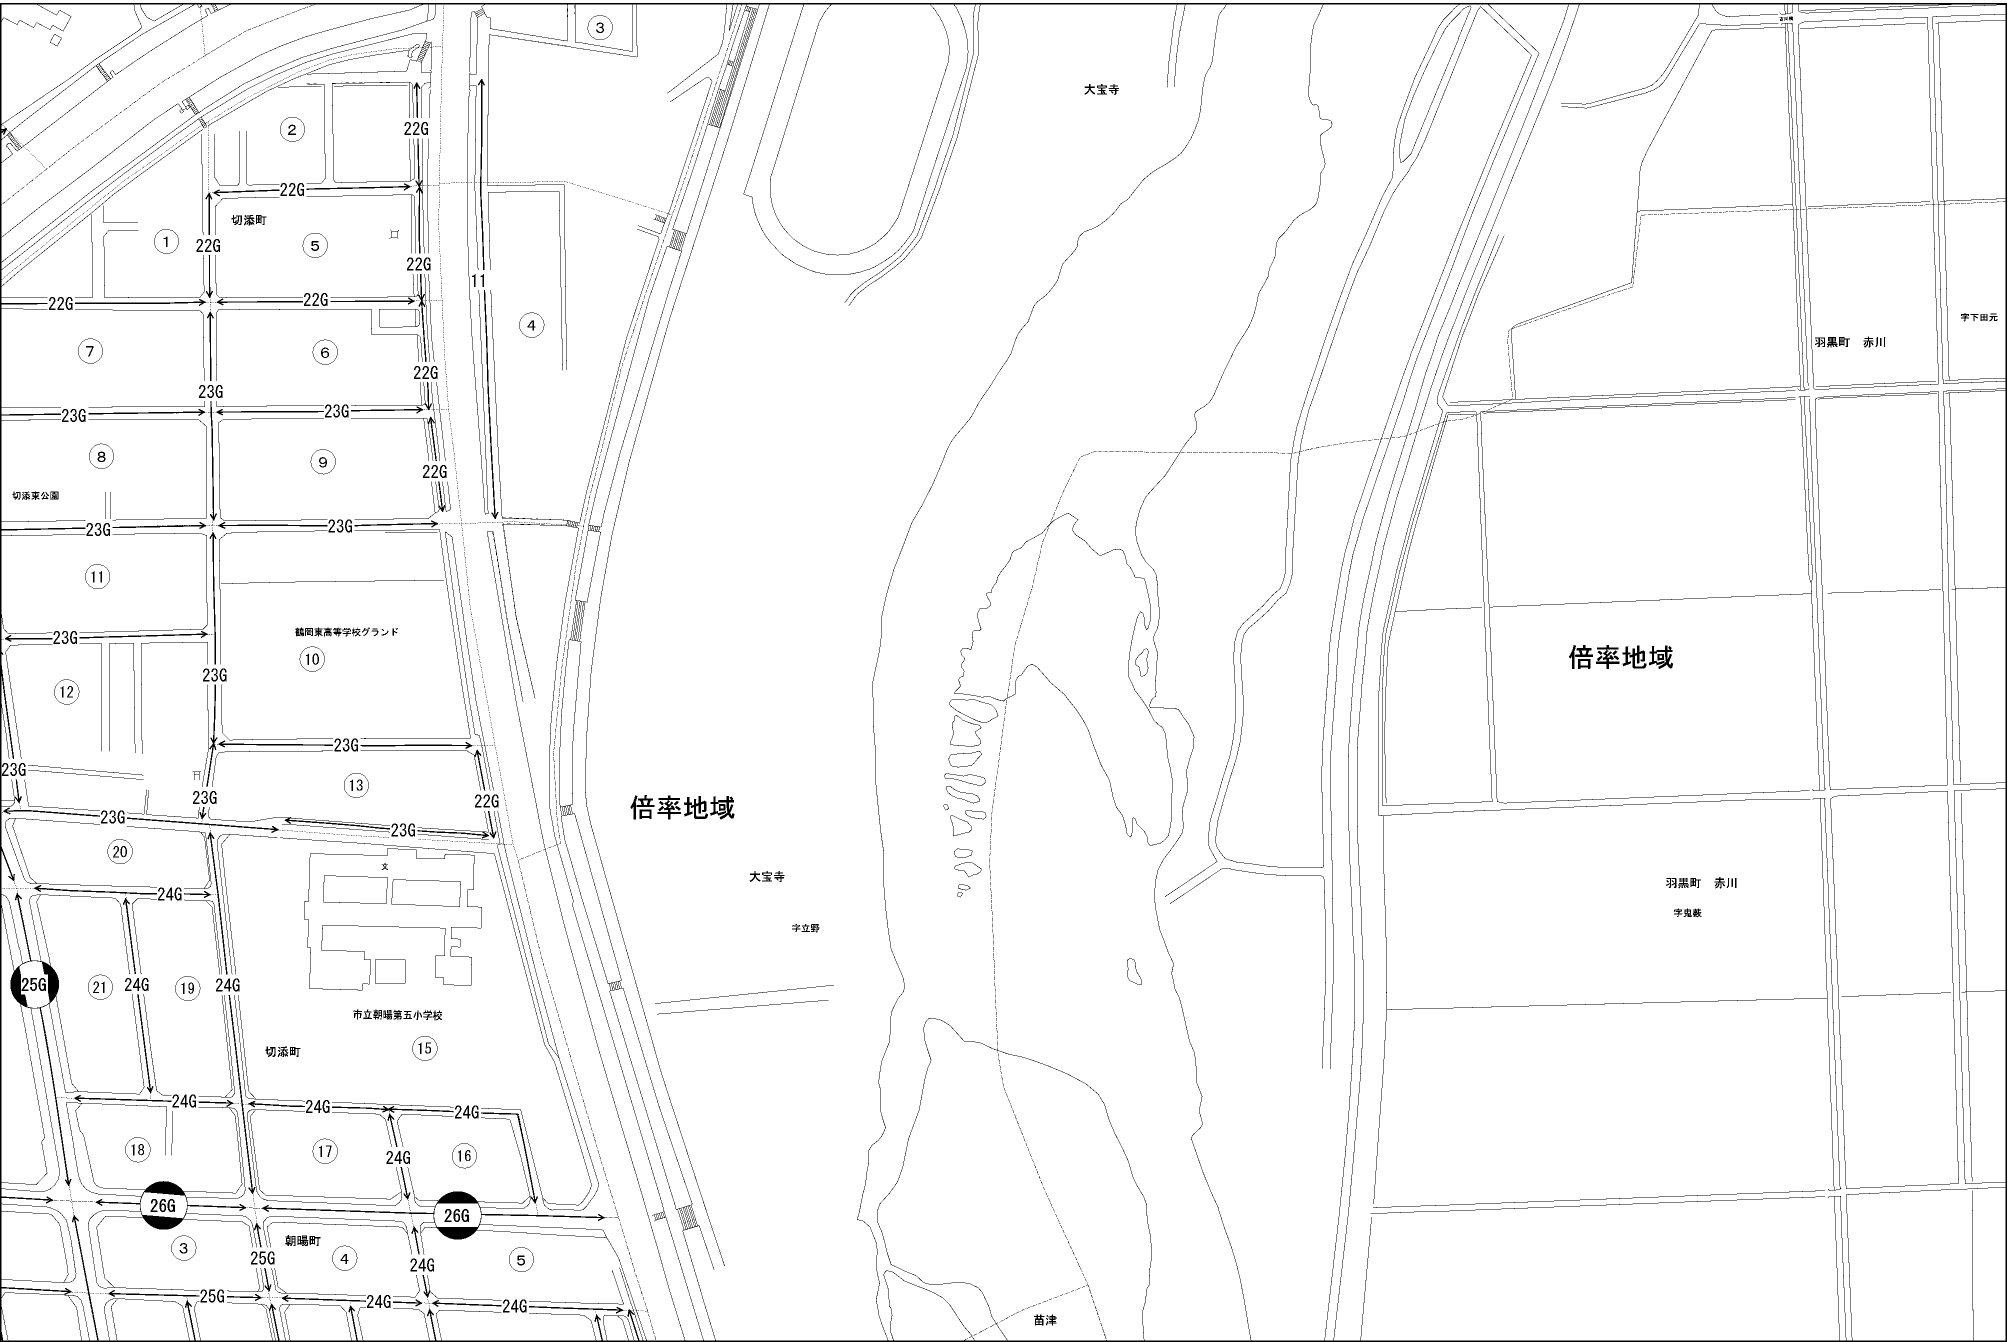 ③
大宝寺
22G
②
22G
切添町
①
22G
⑤
22G
11
22G
22G
④
字下田元
羽黒町 赤川
⑦
⑥
22G
23G
23G
23G
⑧
⑨
22G
切添東公園
23G
23G
⑪
鶴岡東高等学校グランド
23G
⑩
倍率地域
23G
⑫
23G
23G
⑬
23G
22G
倍率地域
23G
23G
⑳
文
大宝寺
羽黒町 赤川
24G
字鬼藪
字立野
25G
㉑
24G
⑲
24G
市立朝暘第五小学校
切添町
⑮
24G
24G
24G
⑱
⑰
24G
⑯
26G
26G
朝暘町
③
25G
④
24G
⑤
25G
24G
24G
苗津